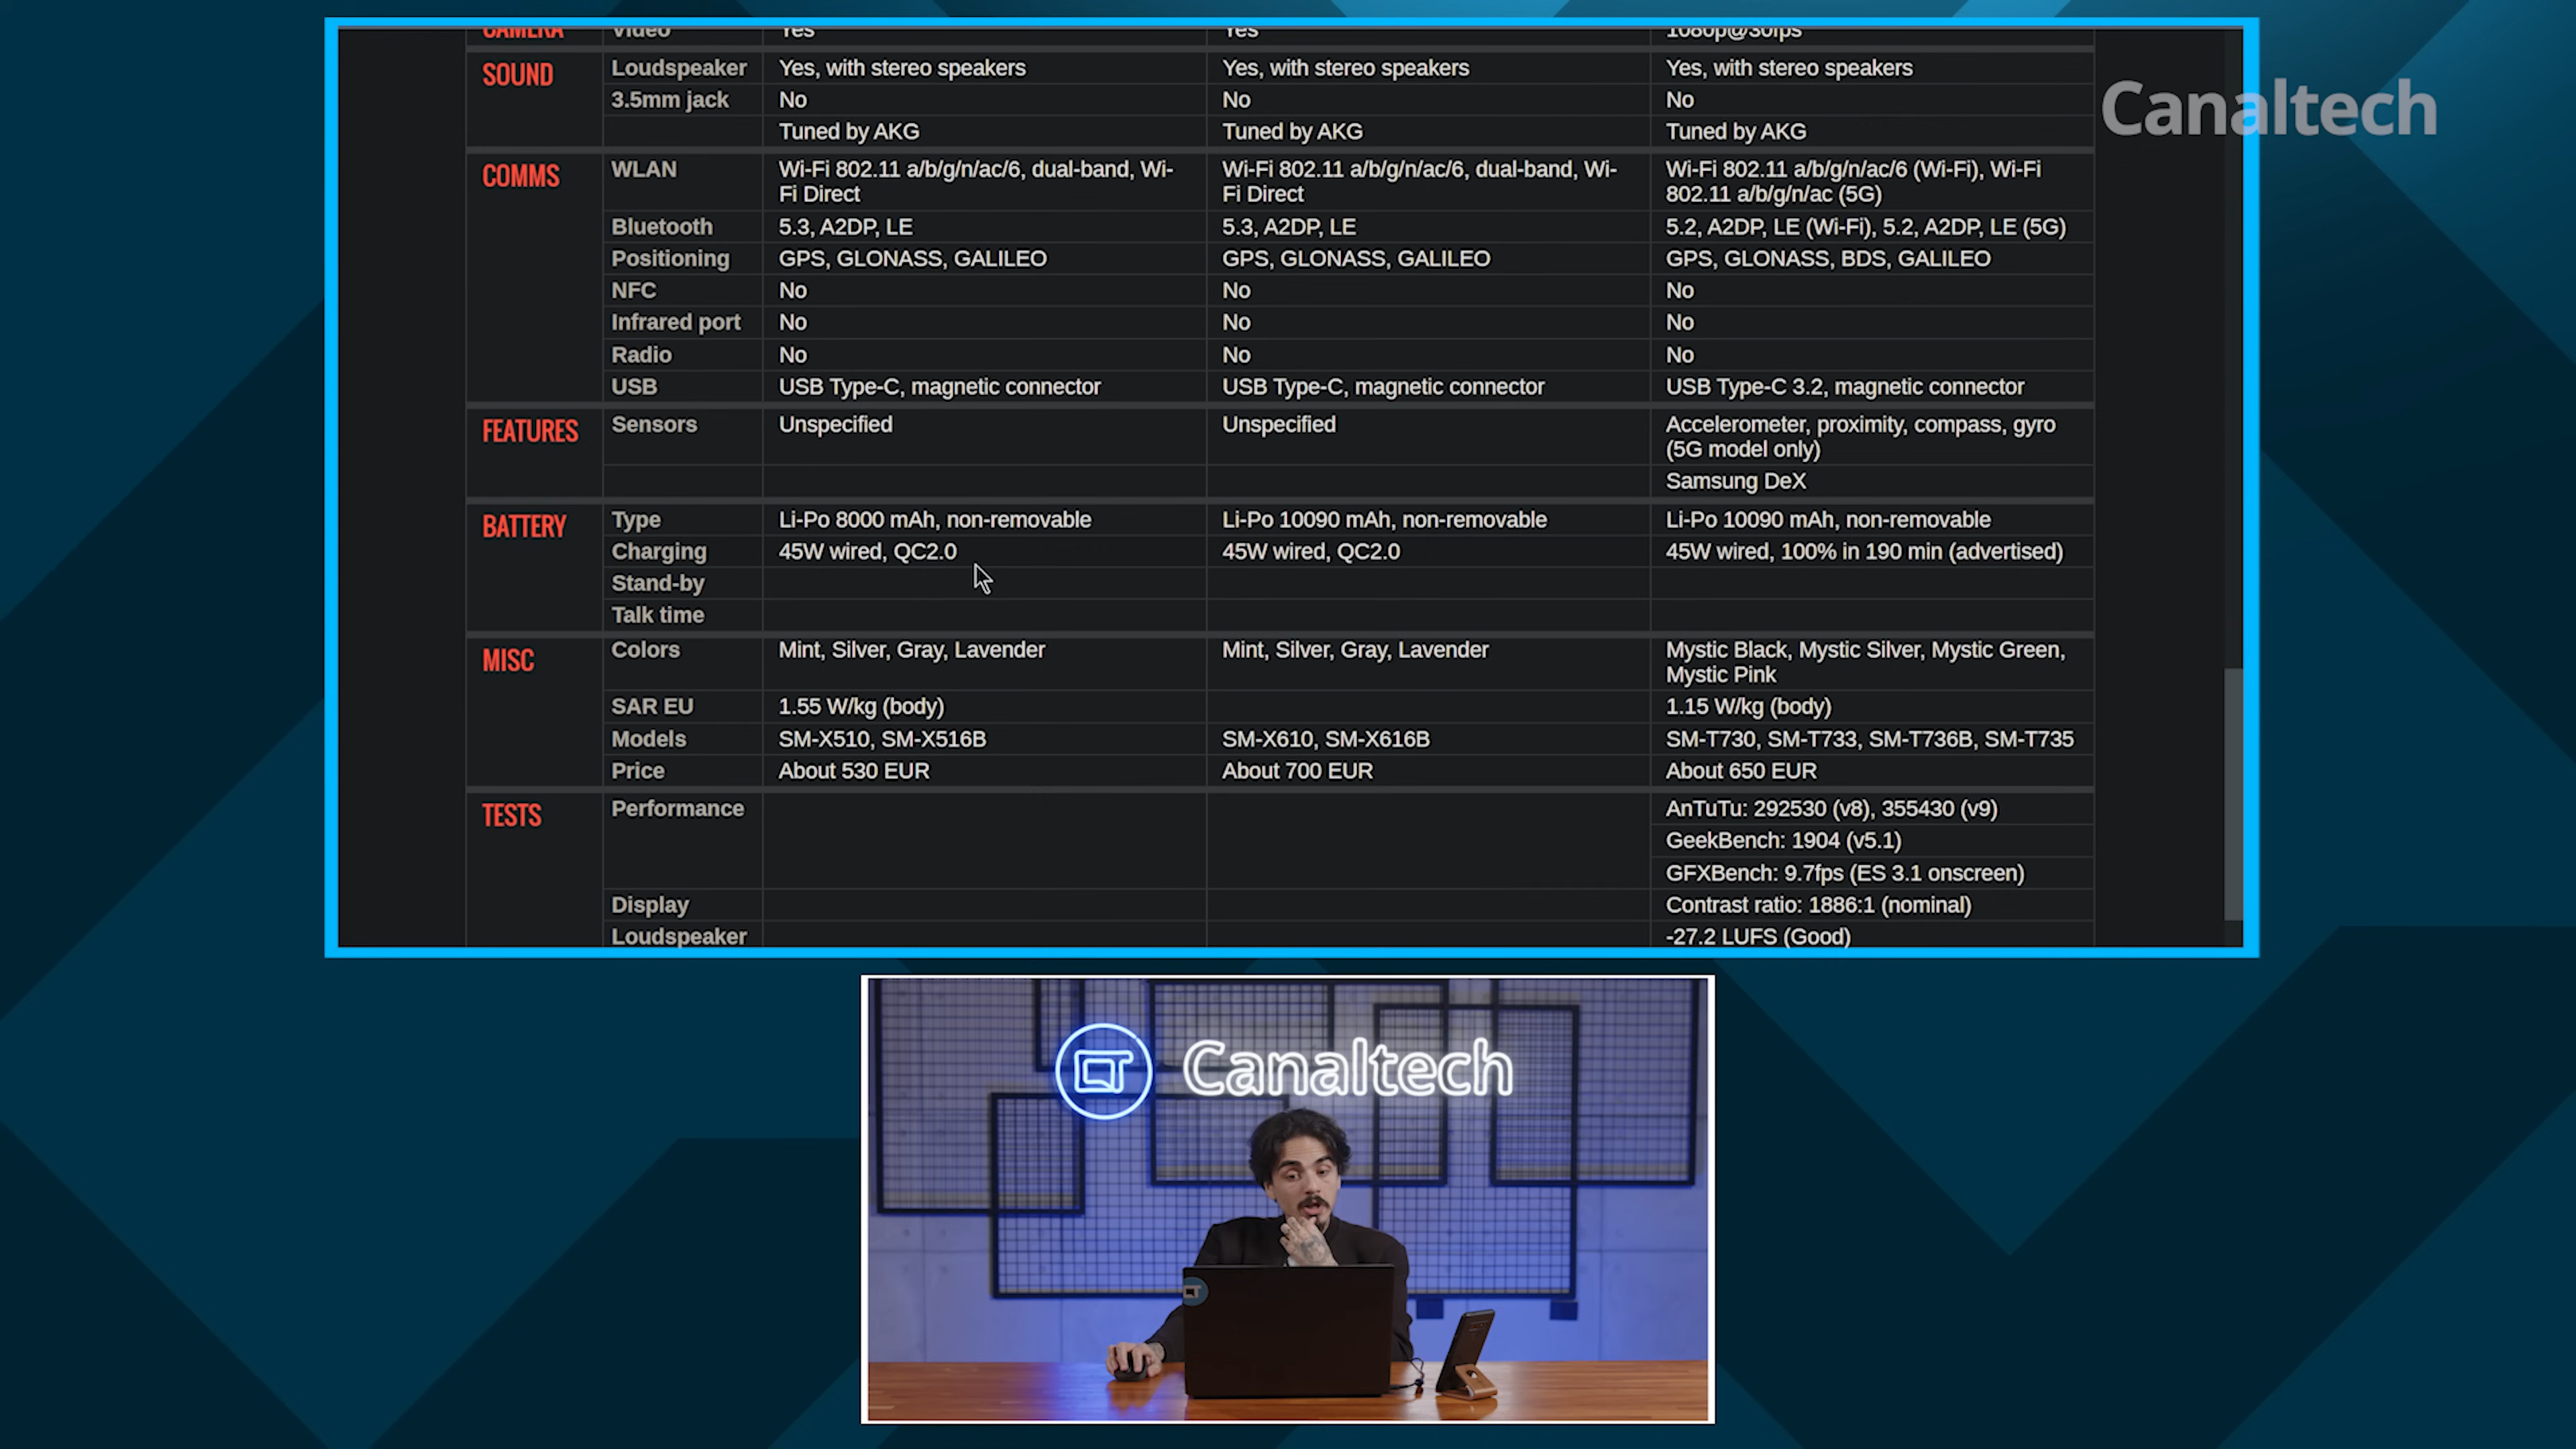 CAMERA Video Yes Yes 1080p@30fps
SOUND Loudspeaker Yes, with stereo speakers Yes, with stereo speakers Yes, with stereo speakers
3.5mm jack No No No
Tuned by AKG Tuned by AKG Tuned by AKG
Canaltech
COMMS WLAN Wi-Fi 802.11 a/b/g/n/ac/6, dual-band, Wi- Wi-Fi 802.11 a/b/g/n/ac/6, dual-band, Wi- Wi-Fi 802.11 a/b/g/n/ac/6 (Wi-Fi), Wi-Fi
Fi Direct Fi Direct 802.11 a/b/g/n/ac (5G)
Bluetooth 5.3, A2DP, LE 5.3, A2DP, LE 5.2, A2DP, LE (Wi-Fi), 5.2, A2DP, LE (5G)
Positioning GPS, GLONASS, GALILEO GPS, GLONASS, GALILEO GPS, GLONASS, BDS, GALILEO
NFC No No No
Infrared port No No No
Radio No No No
USB USB Type-C, magnetic connector USB Type-C, magnetic connector USB Type-C 3.2, magnetic connector
FEATURES Sensors Unspecified Unspecified Accelerometer, proximity, compass, gyro
(5G model only)
Samsung DeX
BATTERY Type Li-Po 8000 mAh, non-removable Li-Po 10090 mAh, non-removable Li-Po 10090 mAh, non-removable
Charging 45W wired, QC2.0 45W wired, QC2.0 45W wired, 100% in 190 min (advertised)
Stand-by
Talk time
MISC Colors Mint, Silver, Gray, Lavender Mint, Silver, Gray, Lavender Mystic Black, Mystic Silver, Mystic Green,
Mystic Pink
SAR EU 1.55 W/kg (body) 1.15 W/kg (body)
Models SM-X510, SM-X516B SM-X610, SM-X616B SM-T730, SM-T733, SM-T736B, SM-T735
Price About 530 EUR About 700 EUR About 650 EUR
TESTS Performance AnTuTu: 292530 (v8), 355430 (v9)
GeekBench: 1904 (v5.1)
GFXBench: 9.7fps (ES 3.1 onscreen)
Display Contrast ratio: 1886:1 (nominal)
Loudspeaker -27.2 LUFS (Good)
Canaltech